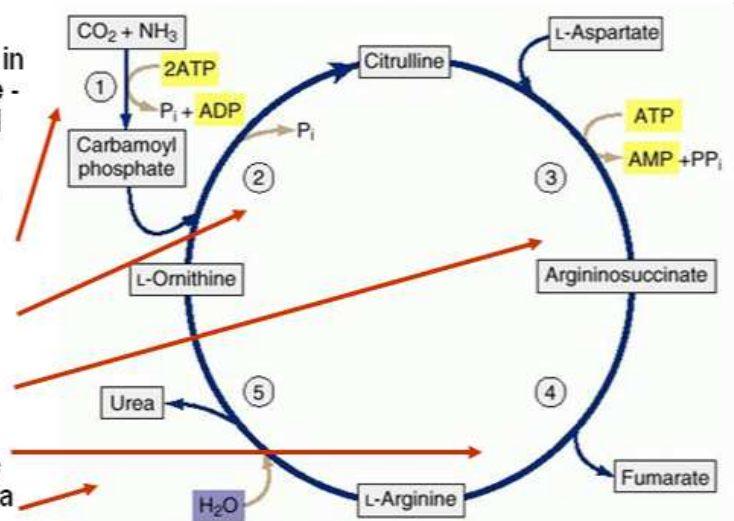 in
e -
CO₂ + NH₃
①
2ATP
Pᵢ + ADP
Carbamoyl
phosphate
Citrulline
L-Aspartate
Pᵢ
②
③
ATP
AMP +PPᵢ
L-Ornithine
Argininosuccinate
Urea
⑤
④
H₂O
L-Arginine
Fumarate
a